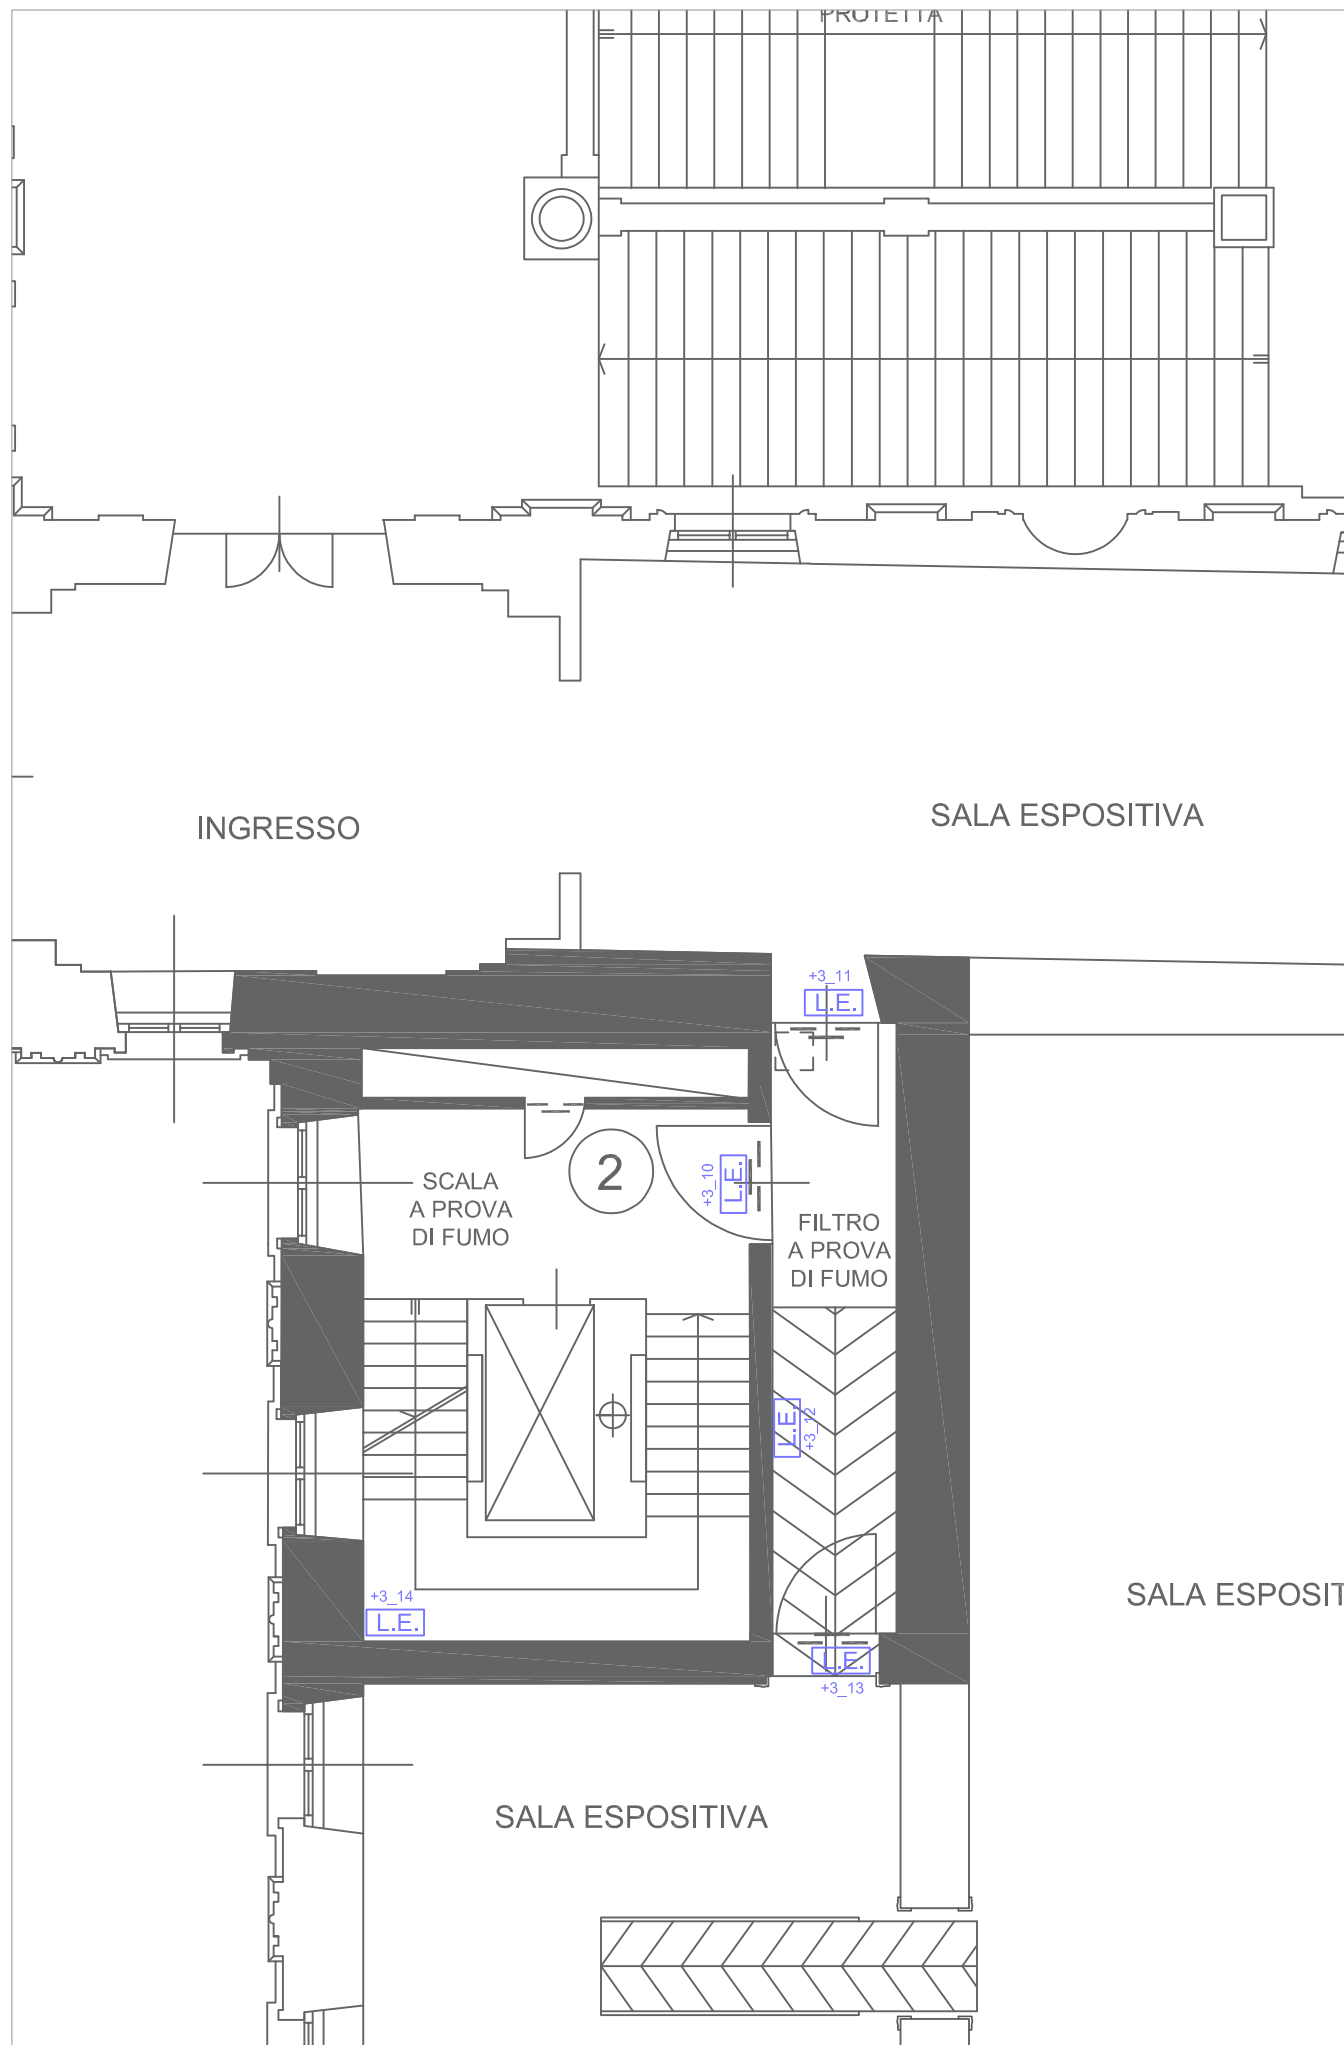 PROTETTA
INGRESSO
SALA ESPOSITIVA
+3_11
L.E.
2
+3_10
L.E.
SCALA
A PROVA
DI FUMO
FILTRO
A PROVA
DI FUMO
L.E.
+3_12
+3_14
L.E.
SALA ESPOSIT
L.E.
+3_13
SALA ESPOSITIVA